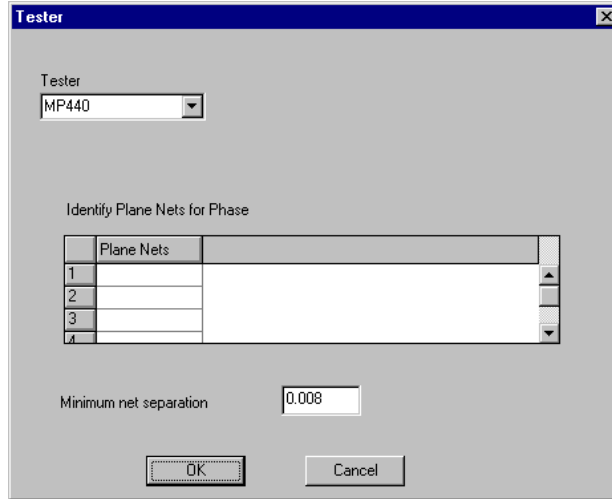 Tester
Tester
MP440
Identify Plane Nets for Phase
Plane Nets
1
2
3
4
Minimum net separation
0.008
OK
Cancel